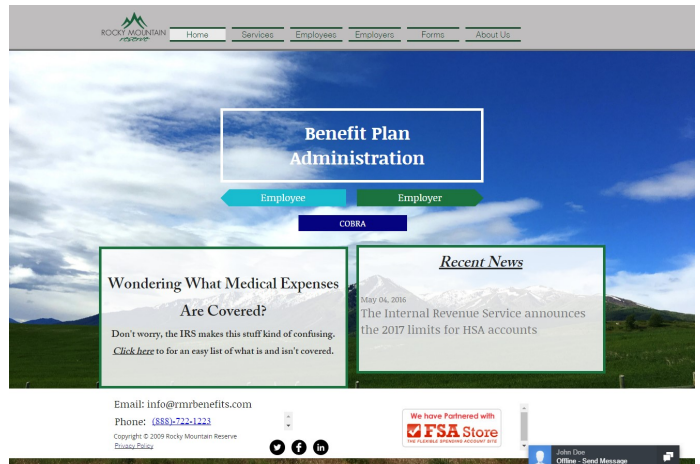 ROCKY MOUNTAIN
reserve
Home
Services
Employees
Employers
Forms
About Us
Benefit Plan
Administration
Employee
Employer
COBRA
Wondering What Medical Expenses
Are Covered?
Don't worry, the IRS makes this stuff kind of confusing.
Click here to for an easy list of what is and isn't covered.
Recent News
May 04, 2016
The Internal Revenue Service announces
the 2017 limits for HSA accounts
Email: info@rmrbenefits.com
Phone: (888)-722-1223
Copyright © 2009 Rocky Mountain Reserve
Privacy Policy
We have Partnered with
FSA Store
THE FLEXIBLE SPENDING ACCOUNT SITE
John Doe
Offline - Send Message